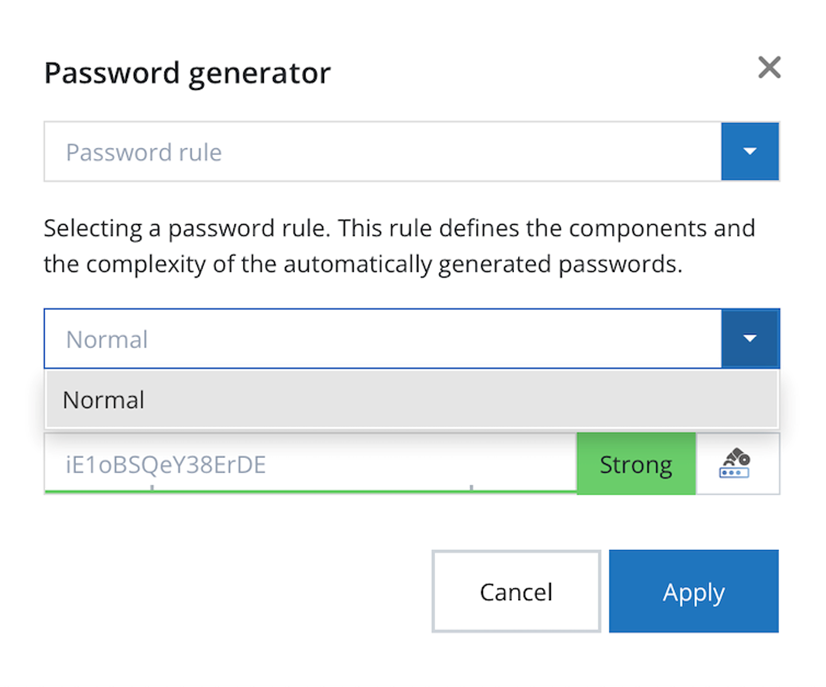 Password generator
Password rule
Selecting a password rule. This rule defines the components and
the complexity of the automatically generated passwords.
Normal
Normal
iE1oBSQeY38ErDE
Strong
Cancel
Apply